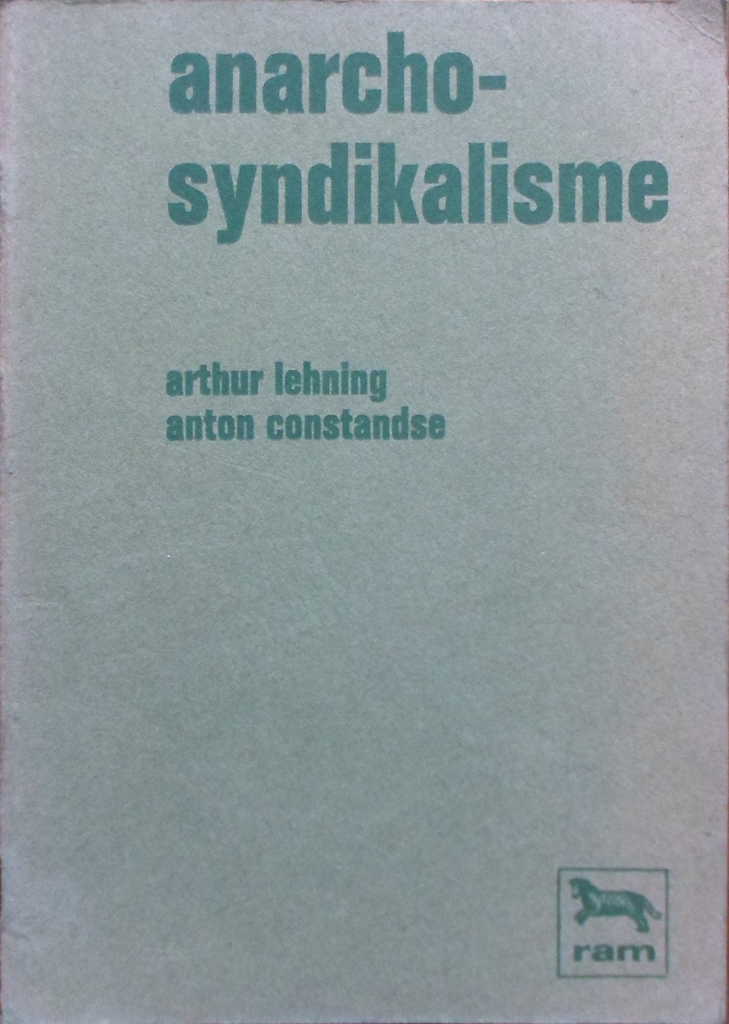 anarcho-
syndikalisme
arthur lehning
anton constandse
ram